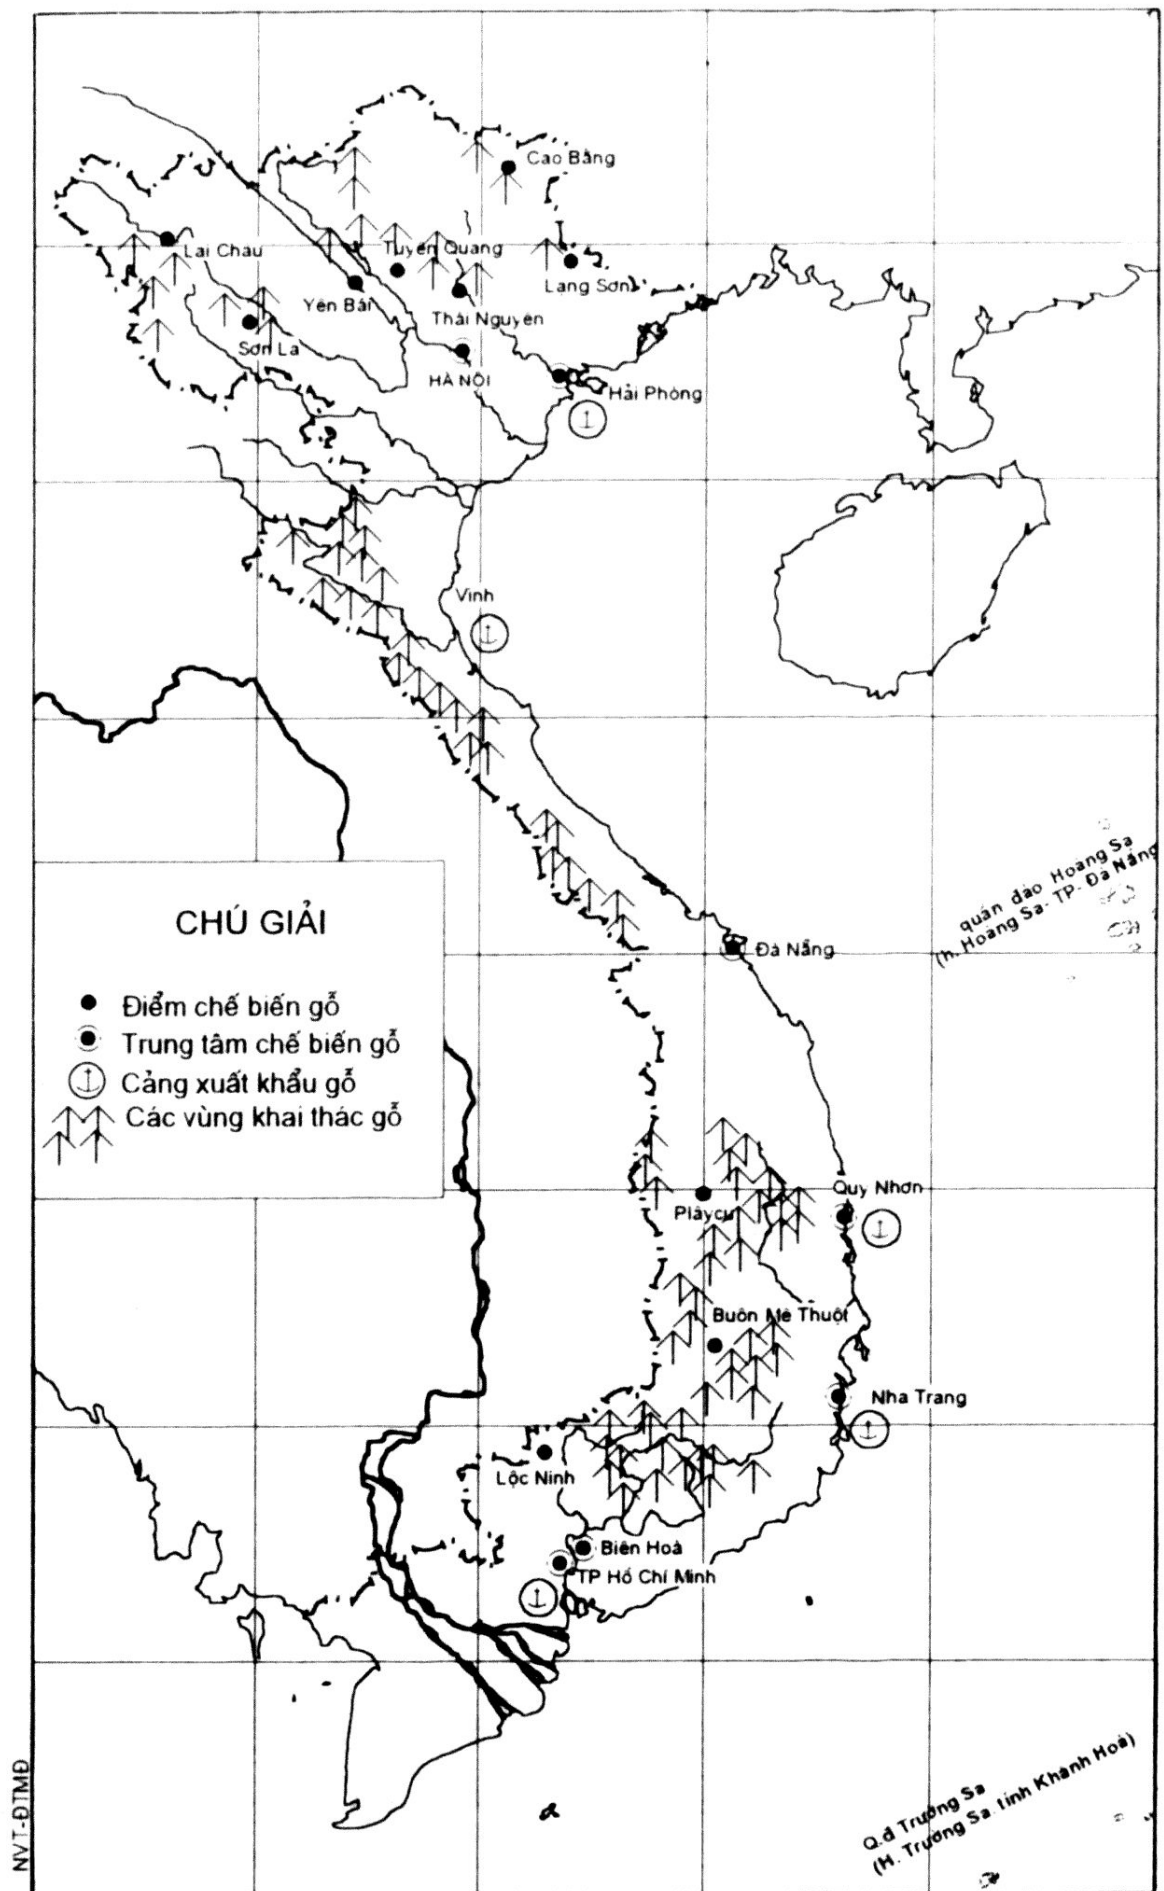 Cao Bằng
Lai Châu
Tuyên Quang
Lạng Sơn
Yên Bái
Thái Nguyên
Sơn La
HÀ NỘI
Hải Phòng
Vinh
quần đảo Hoàng Sa
(h. Hoàng Sa- TP- Đà Nẵng
Đà Nẵng
CHÚ GIẢI
Điểm chế biến gỗ
Trung tâm chế biến gỗ
Cảng xuất khẩu gỗ
Các vùng khai thác gỗ
Quy Nhơn
Plâycu
Buôn Mê Thuột
Nha Trang
Lộc Ninh
Biên Hoà
TP Hồ Chí Minh
Q.đ Trường Sa
(H. Trường Sa. tỉnh Khánh Hoà)
NVT-ĐTMĐ